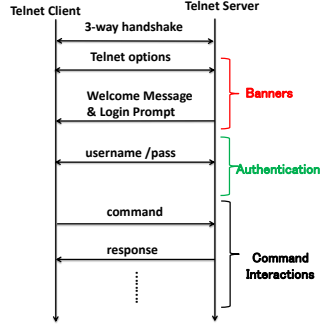 Telnet Client
Telnet Server
3-way handshake
Telnet options
Welcome Message
& Login Prompt
Banners
username /pass
Authentication
command
response
Command
Interactions